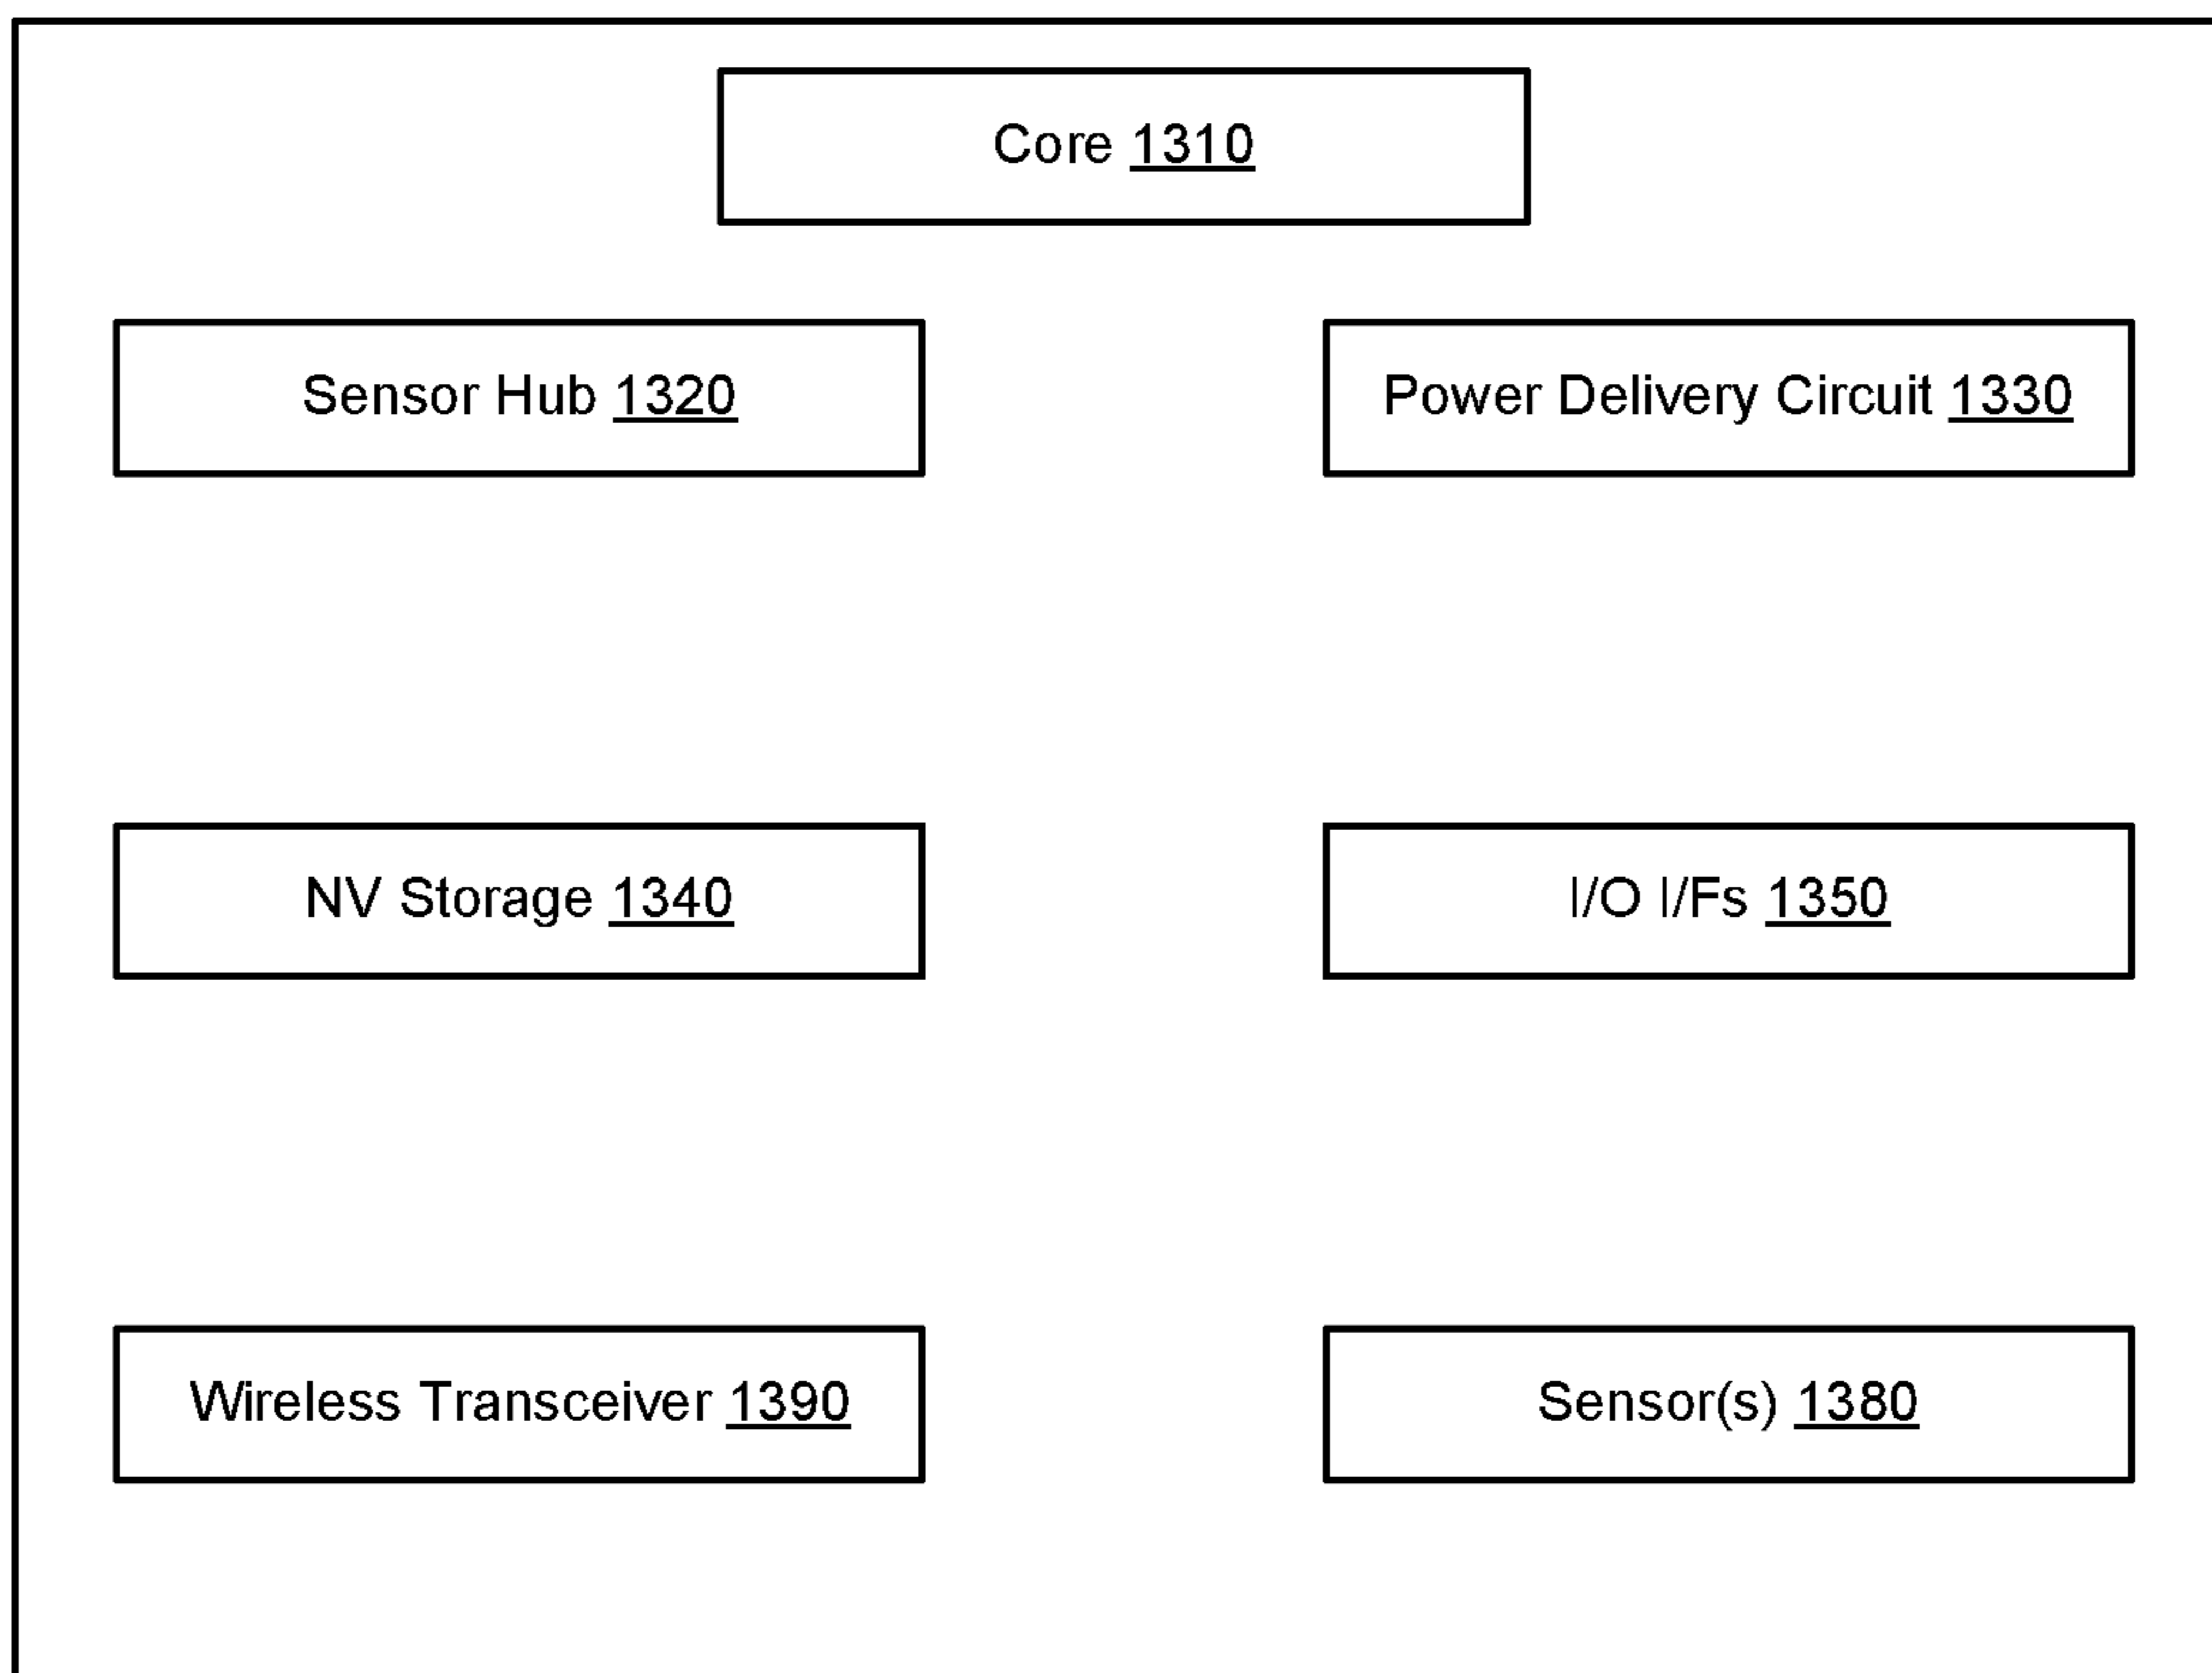 Core 1310
Sensor Hub 1320
Power Delivery Circuit 1330
NV Storage 1340
I/O I/Fs 1350
Wireless Transceiver 1390
Sensor(s) 1380